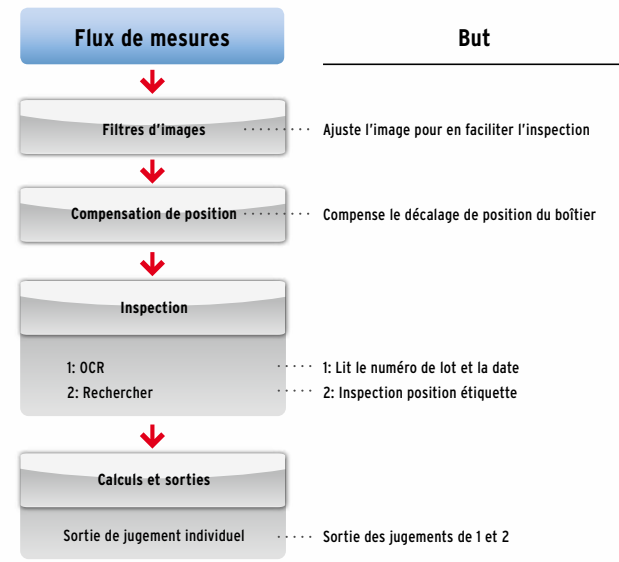 Flux de mesures But
Filtres d'images Ajuste l'image pour en faciliter l'inspection
Compensation de position Compense le décalage de position du boîtier
Inspection
1: OCR 1: Lit le numéro de lot et la date
2: Rechercher 2: Inspection position étiquette
Calculs et sorties
Sortie de jugement individuel Sortie des jugements de 1 et 2